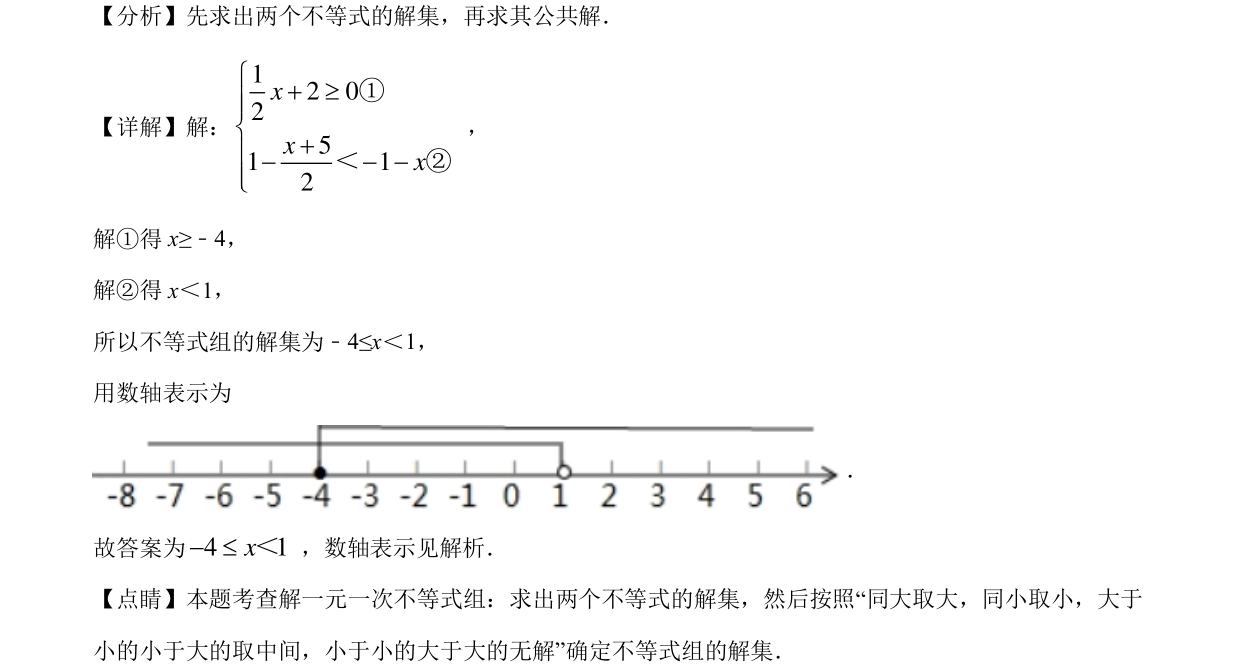 【分析】先求出两个不等式的解集，再求其公共解．
【详解】解：{ 1/2 x+2≥0① ，
1−(x+5)/2＜−1−x②
解①得 x≥﹣4，
解②得 x＜1，
所以不等式组的解集为﹣4≤x＜1，
用数轴表示为
-8 -7 -6 -5 -4 -3 -2 -1 0 1 2 3 4 5 6 ．
故答案为−4≤x<1 ，数轴表示见解析．
【点睛】本题考查解一元一次不等式组：求出两个不等式的解集，然后按照“同大取大，同小取小，大于
小的小于大的取中间，小于小的大于大的无解”确定不等式组的解集．